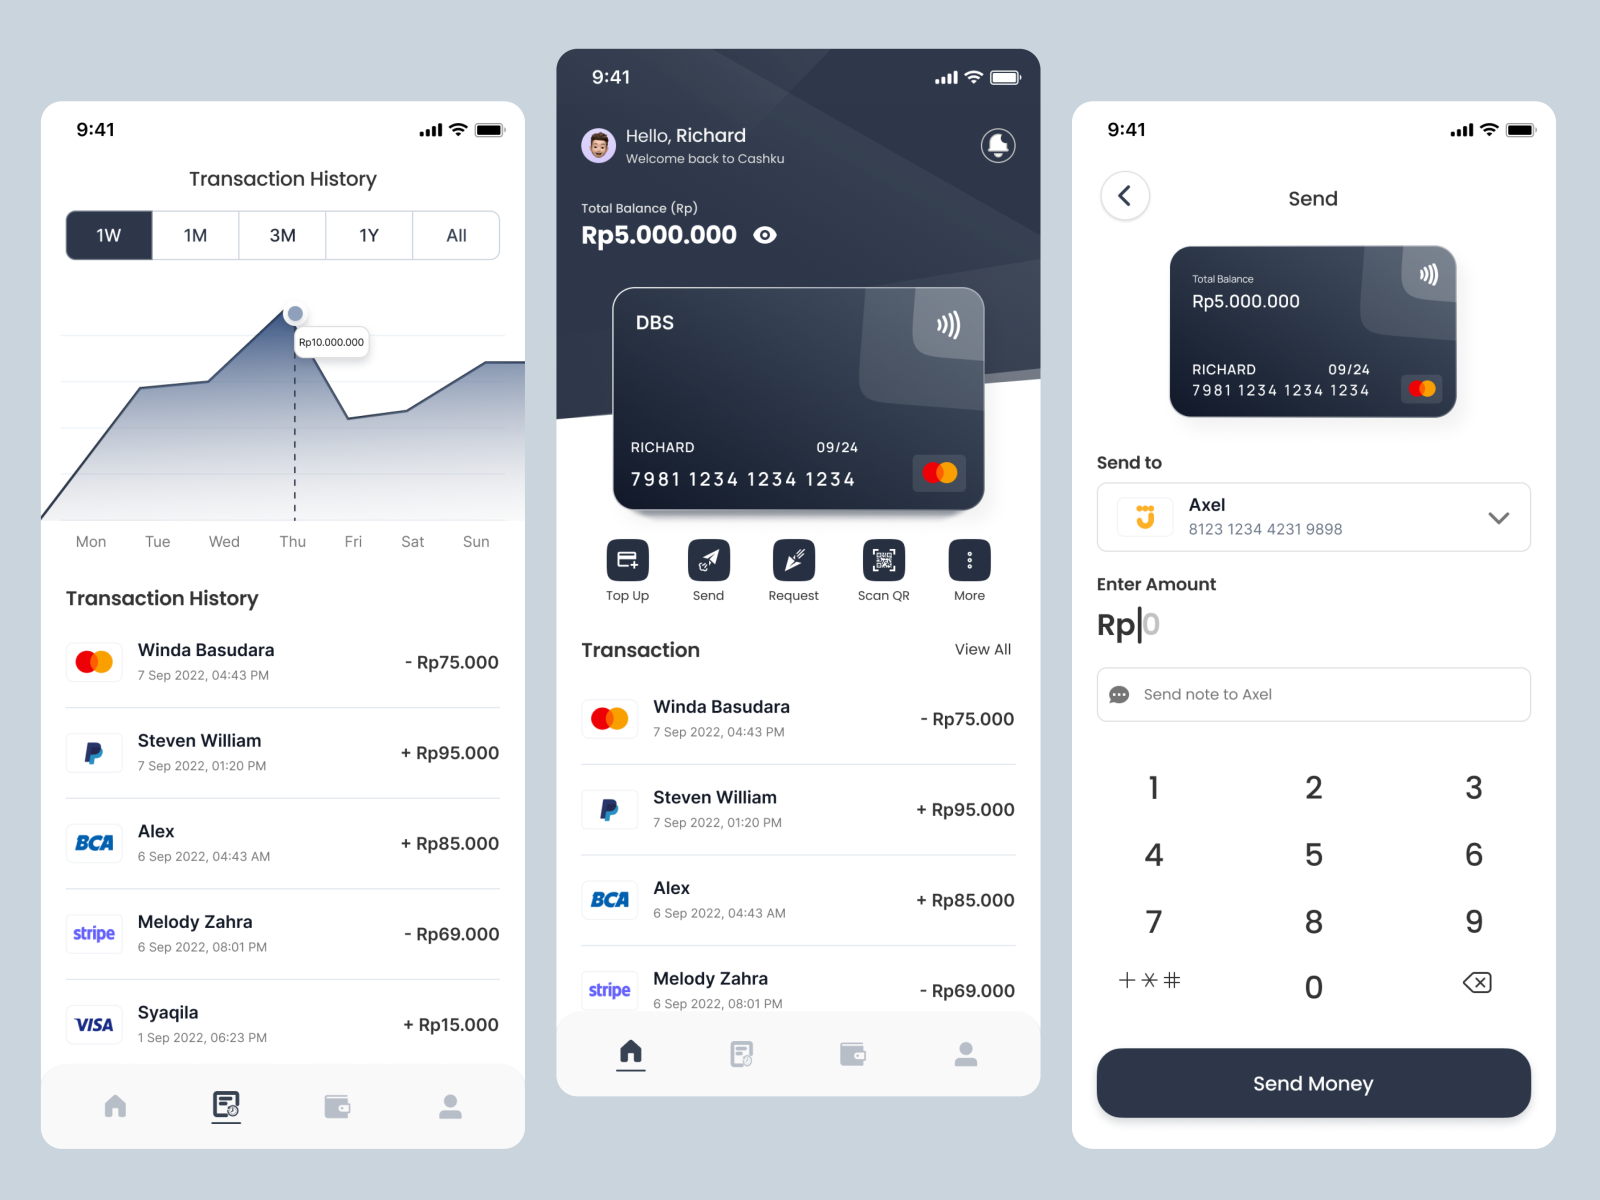 9:41
Transaction History
1W 1M 3M 1Y All
Rp10.000.000
Mon Tue Wed Thu Fri Sat Sun
Transaction History
Winda Basudara
7 Sep 2022, 04:43 PM
- Rp75.000
Steven William
7 Sep 2022, 01:20 PM
+ Rp95.000
BCA
Alex
6 Sep 2022, 04:43 AM
+ Rp85.000
stripe
Melody Zahra
6 Sep 2022, 08:01 PM
- Rp69.000
VISA
Syaqila
1 Sep 2022, 06:23 PM
+ Rp15.000
9:41
Hello, Richard
Welcome back to Cashku
Total Balance (Rp)
Rp5.000.000
DBS
RICHARD 09/24
7981 1234 1234 1234
Top Up Send Request Scan QR More
Transaction View All
Winda Basudara
7 Sep 2022, 04:43 PM
- Rp75.000
Steven William
7 Sep 2022, 01:20 PM
+ Rp95.000
BCA
Alex
6 Sep 2022, 04:43 AM
+ Rp85.000
stripe
Melody Zahra
6 Sep 2022, 08:01 PM
- Rp69.000
9:41
Send
Total Balance
Rp5.000.000
RICHARD 09/24
7981 1234 1234 1234
Send to
Axel
8123 1234 4231 9898
Enter Amount
Rp 0
Send note to Axel
1 2 3
4 5 6
7 8 9
+ * # 0
Send Money